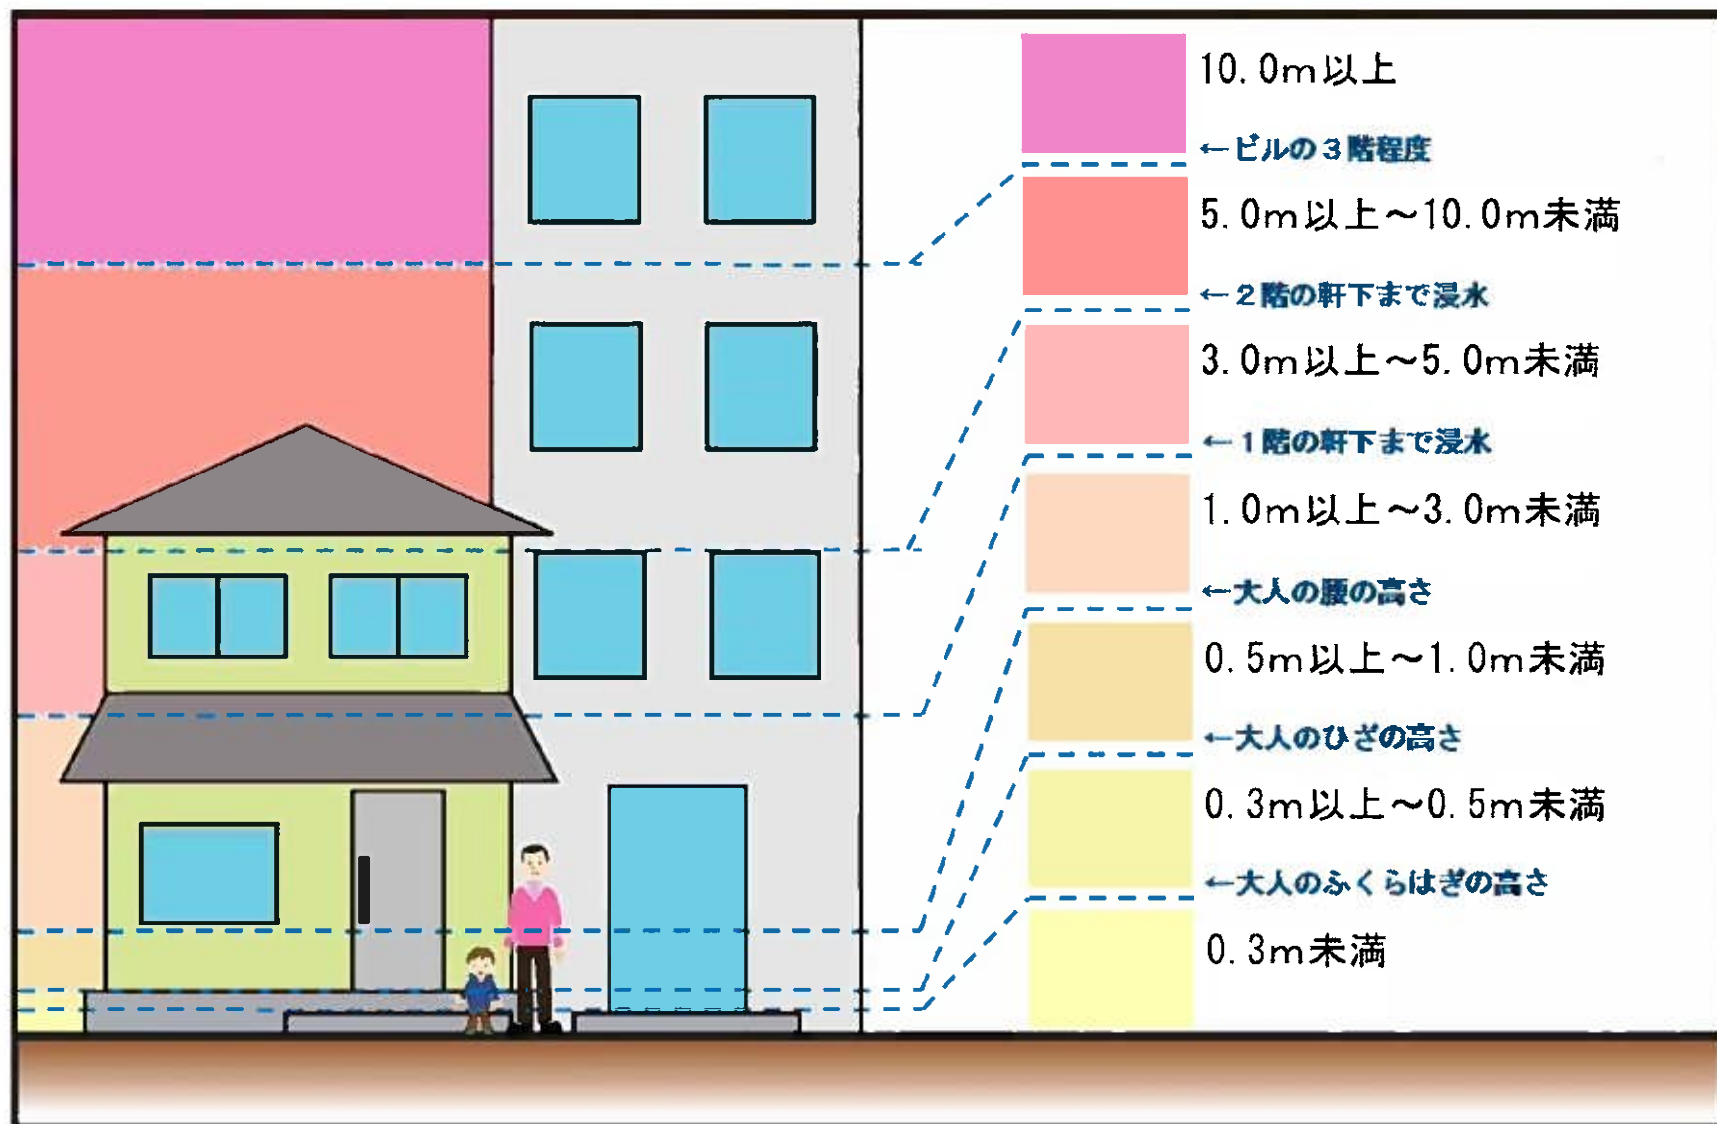 10.0m以上
←ビルの3階程度
5.0m以上～10.0m未満
←2階の軒下まで浸水
3.0m以上～5.0m未満
←1階の軒下まで浸水
1.0m以上～3.0m未満
←大人の腰の高さ
0.5m以上～1.0m未満
←大人のひざの高さ
0.3m以上～0.5m未満
←大人のふくらはぎの高さ
0.3m未満